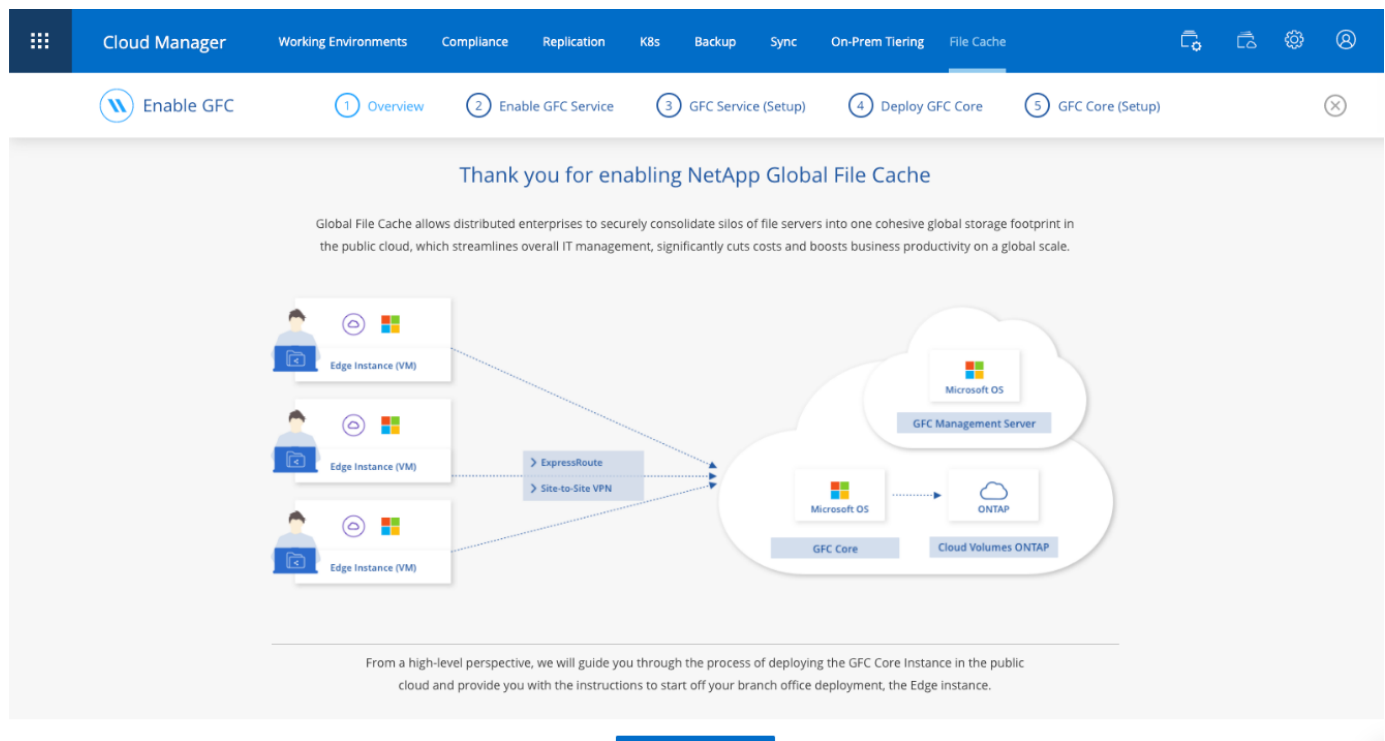 Cloud Manager
Working Environments
Compliance
Replication
K8s
Backup
Sync
On-Prem Tiering
File Cache
Enable GFC
1 Overview
2 Enable GFC Service
3 GFC Service (Setup)
4 Deploy GFC Core
5 GFC Core (Setup)
Thank you for enabling NetApp Global File Cache
Global File Cache allows distributed enterprises to securely consolidate silos of file servers into one cohesive global storage footprint in
the public cloud, which streamlines overall IT management, significantly cuts costs and boosts business productivity on a global scale.
Edge Instance (VM)
Edge Instance (VM)
Edge Instance (VM)
> ExpressRoute
> Site-to-Site VPN
Microsoft OS
GFC Management Server
Microsoft OS
GFC Core
ONTAP
Cloud Volumes ONTAP
From a high-level perspective, we will guide you through the process of deploying the GFC Core Instance in the public
cloud and provide you with the instructions to start off your branch office deployment, the Edge instance.